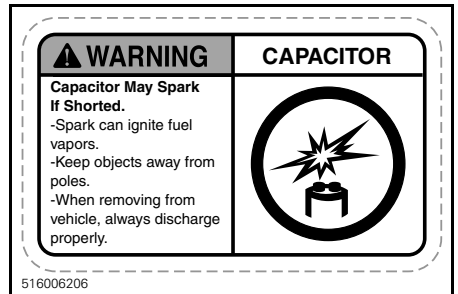 WARNING
CAPACITOR
Capacitor May Spark
If Shorted.
-Spark can ignite fuel
vapors.
-Keep objects away from
poles.
-When removing from
vehicle, always discharge
properly.
516006206